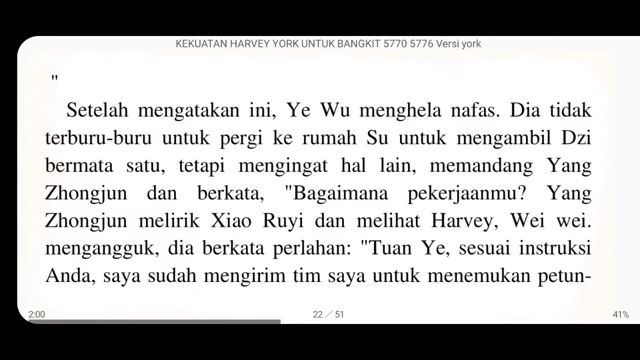 KEKUATAN HARVEY YORK UNTUK BANGKIT 5770 5776 Versi york
"
Setelah mengatakan ini, Ye Wu menghela nafas. Dia tidak
terburu-buru untuk pergi ke rumah Su untuk mengambil Dzi
bermata satu, tetapi mengingat hal lain, memandang Yang
Zhongjun dan berkata, "Bagaimana pekerjaanmu? Yang
Zhongjun melirik Xiao Ruyi dan melihat Harvey, Wei wei.
mengangguk, dia berkata perlahan: "Tuan Ye, sesuai instruksi
Anda, saya sudah mengirim tim saya untuk menemukan petun-
2:00 22 / 51 41%